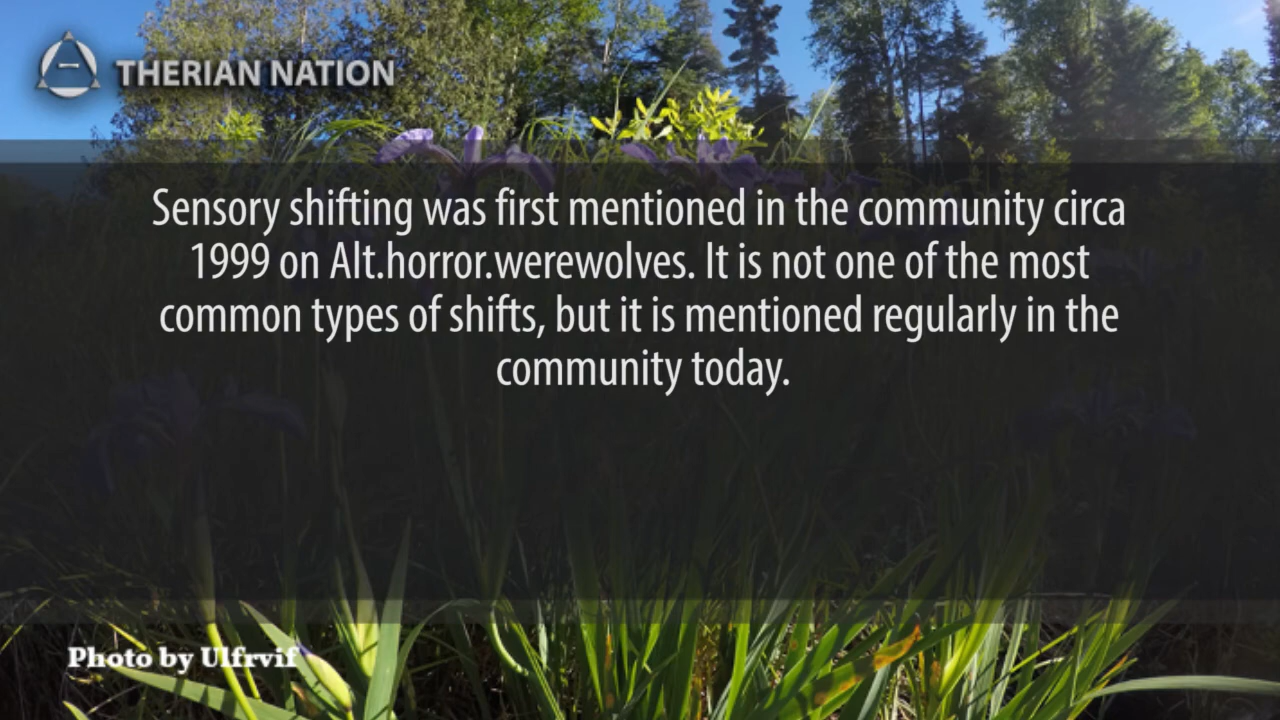 THERIAN NATION
Sensory shifting was first mentioned in the community circa
1999 on Alt.horror.werewolves. It is not one of the most
common types of shifts, but it is mentioned regularly in the
community today.
Photo by Ulfrvif